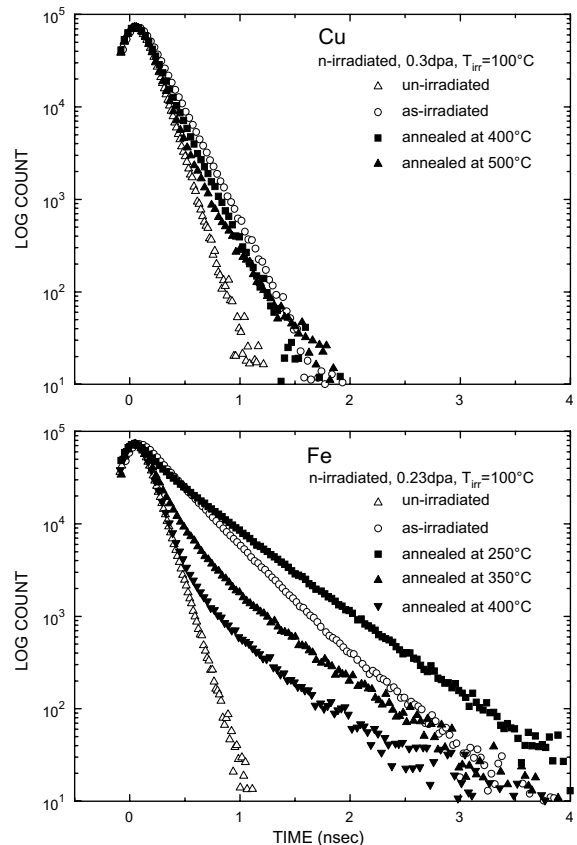 10^5
Cu
n-irradiated, 0.3dpa, T_irr=100°C
un-irradiated
as-irradiated
annealed at 400°C
annealed at 500°C
10^4
10^3
10^2
10^1
LOG COUNT
0 1 2 3 4
10^5
Fe
n-irradiated, 0.23dpa, T_irr=100°C
un-irradiated
as-irradiated
annealed at 250°C
annealed at 350°C
annealed at 400°C
10^4
10^3
10^2
10^1
LOG COUNT
0 1 2 3 4
TIME (nsec)